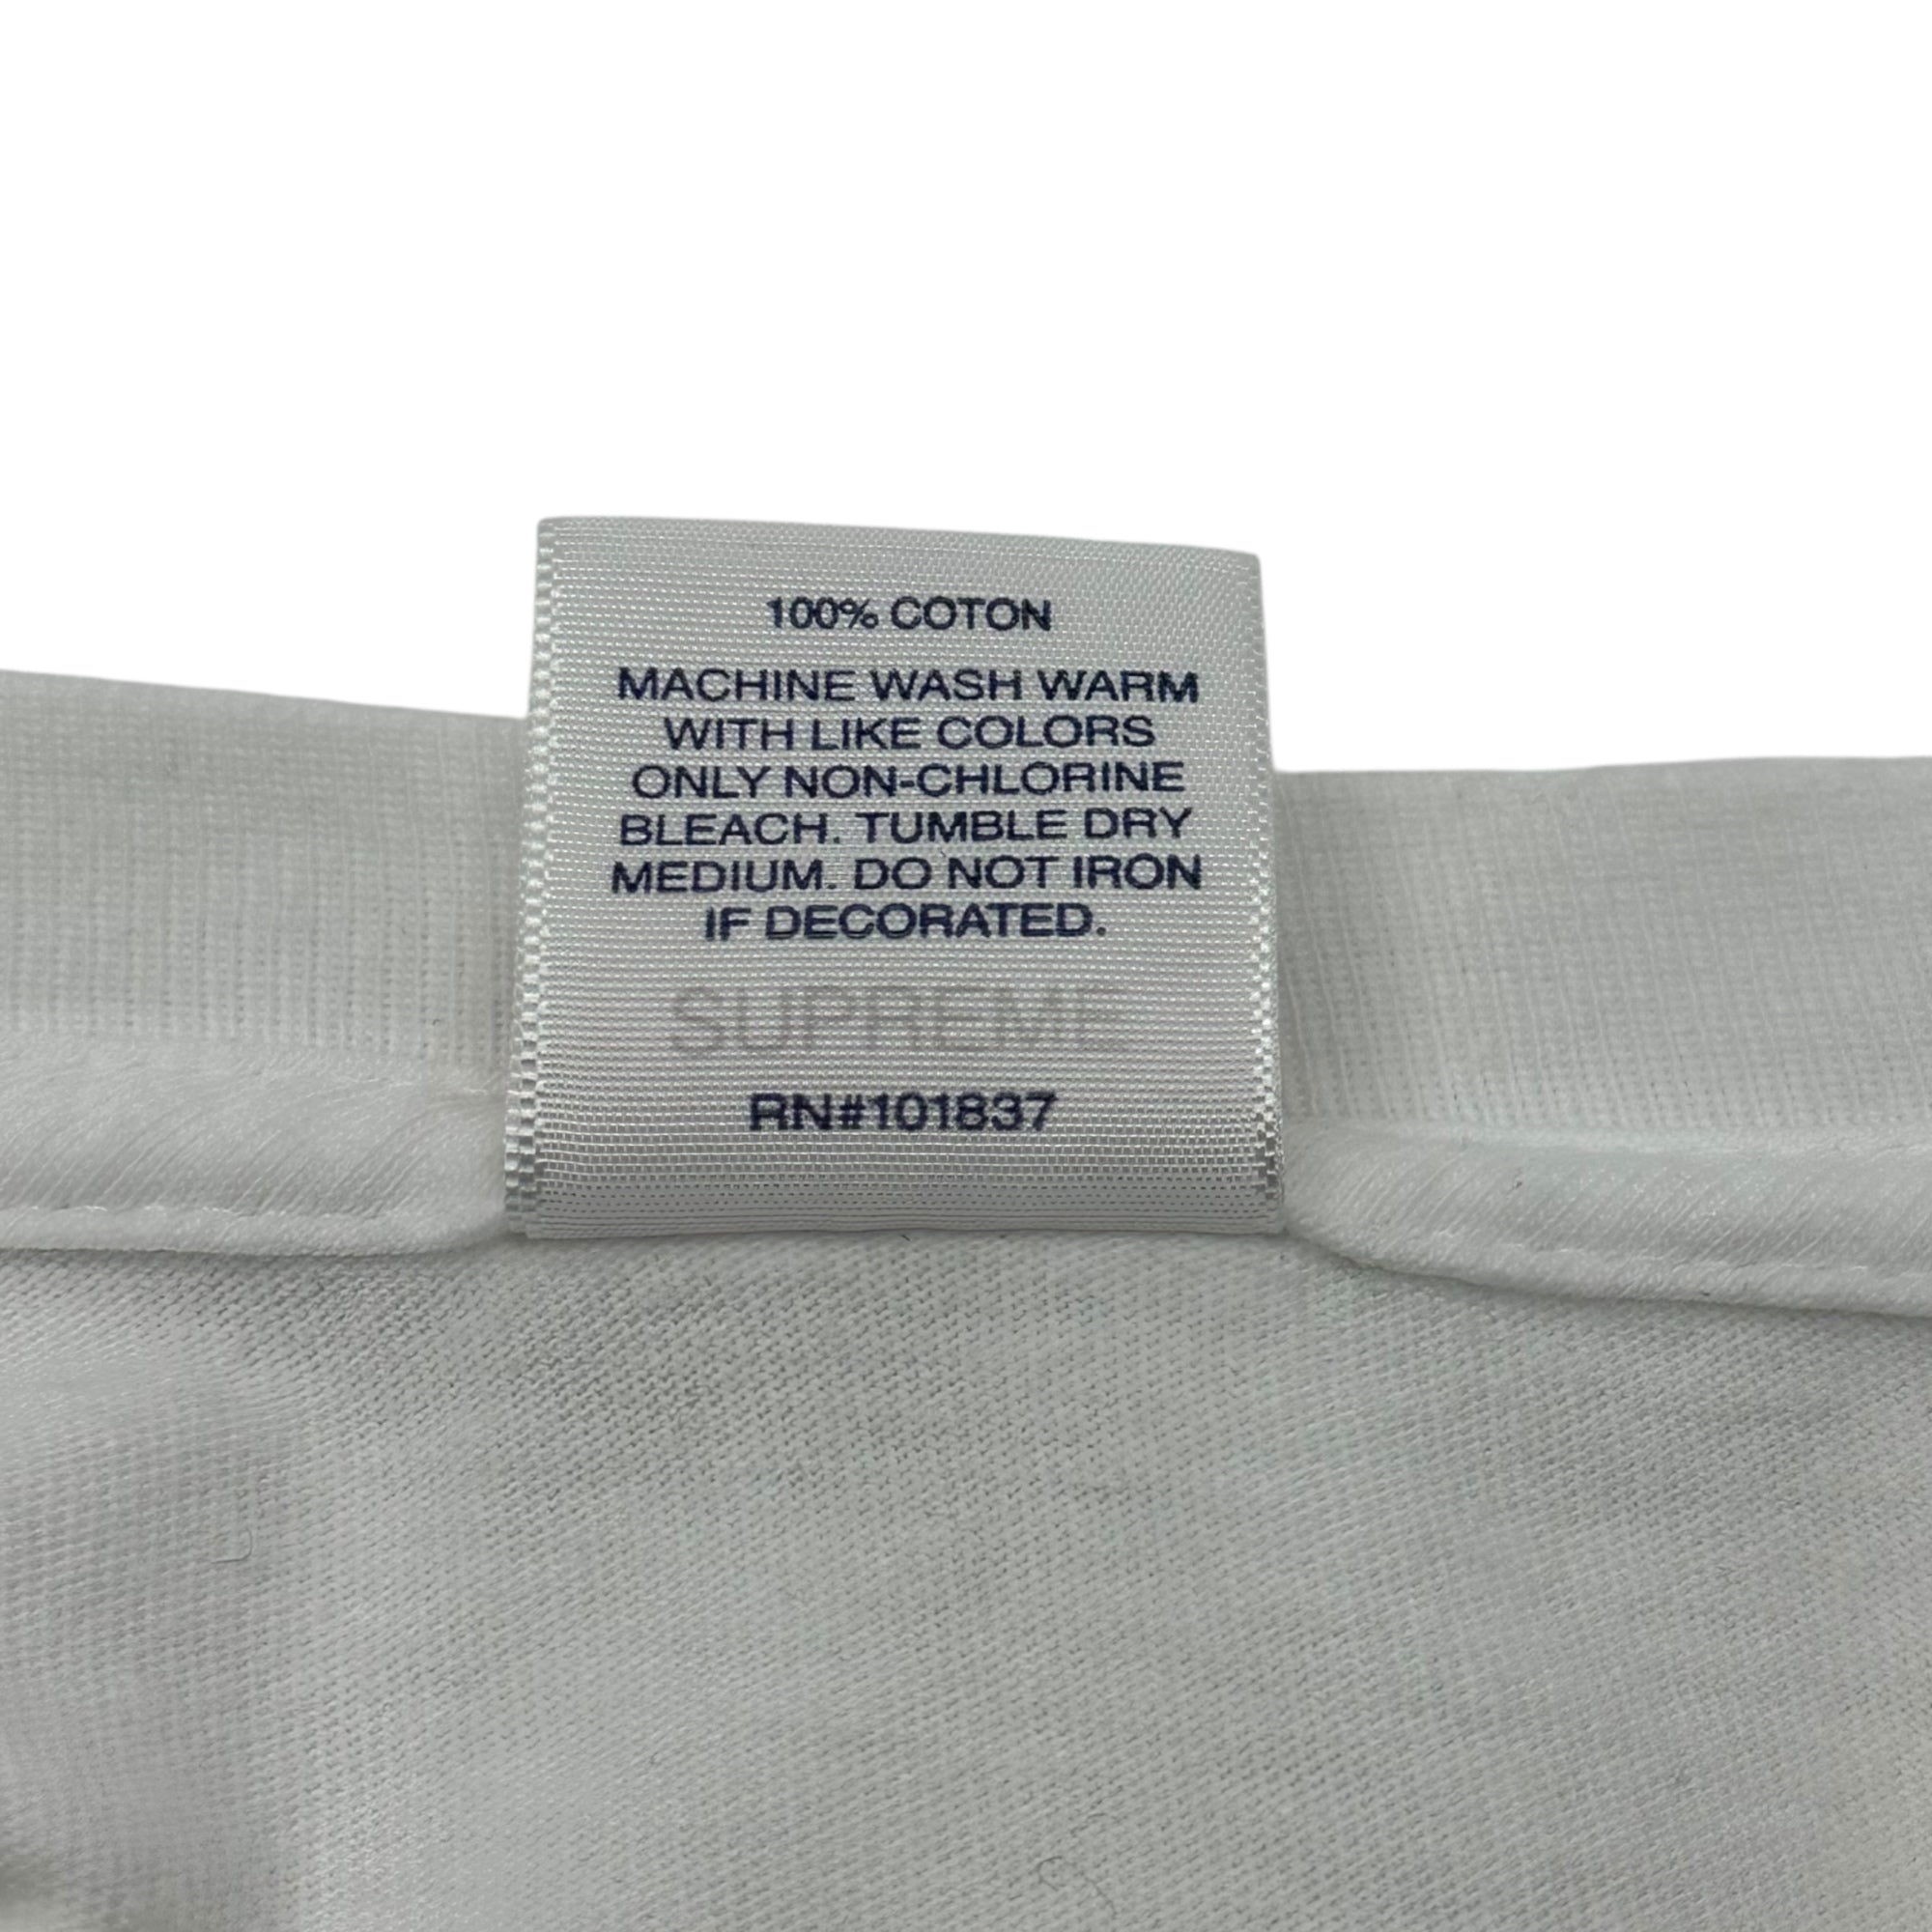 100% COTON
MACHINE WASH WARM
WITH LIKE COLORS
ONLY NON-CHLORINE
BLEACH. TUMBLE DRY
MEDIUM. DO NOT IRON
IF DECORATED.
SUPREME
RN#101837